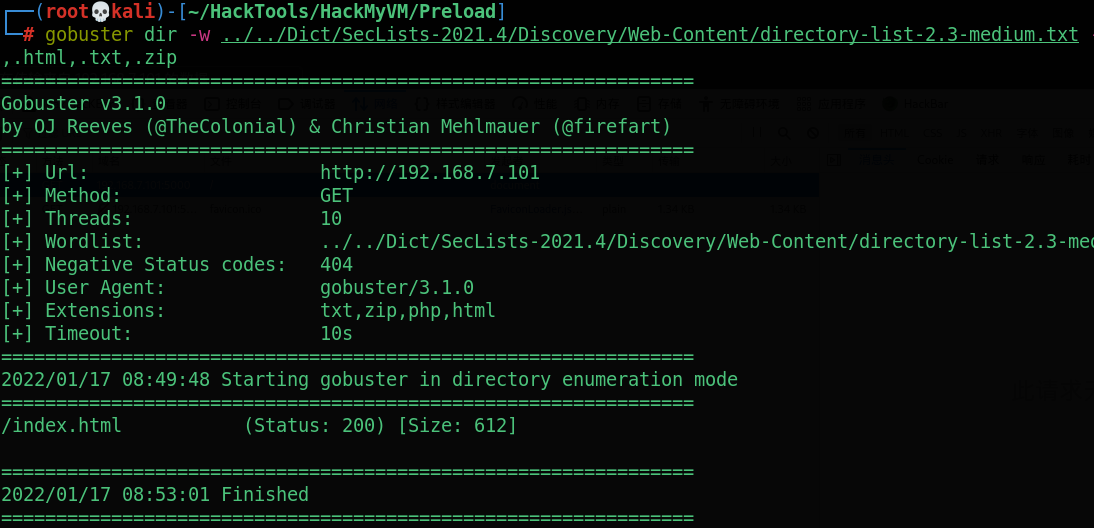 (root💀kali)-[~/HackTools/HackMyVM/Preload]
# gobuster dir -w ../../Dict/SecLists-2021.4/Discovery/Web-Content/directory-list-2.3-medium.txt -
,.html,.txt,.zip
===============================================================
Gobuster v3.1.0
by OJ Reeves (@TheColonial) & Christian Mehlmauer (@firefart)
===============================================================
[+] Url:                     http://192.168.7.101
[+] Method:                  GET
[+] Threads:                 10
[+] Wordlist:                ../../Dict/SecLists-2021.4/Discovery/Web-Content/directory-list-2.3-med
[+] Negative Status codes:   404
[+] User Agent:              gobuster/3.1.0
[+] Extensions:              txt,zip,php,html
[+] Timeout:                 10s
===============================================================
2022/01/17 08:49:48 Starting gobuster in directory enumeration mode
===============================================================
/index.html           (Status: 200) [Size: 612]
===============================================================
2022/01/17 08:53:01 Finished
===============================================================